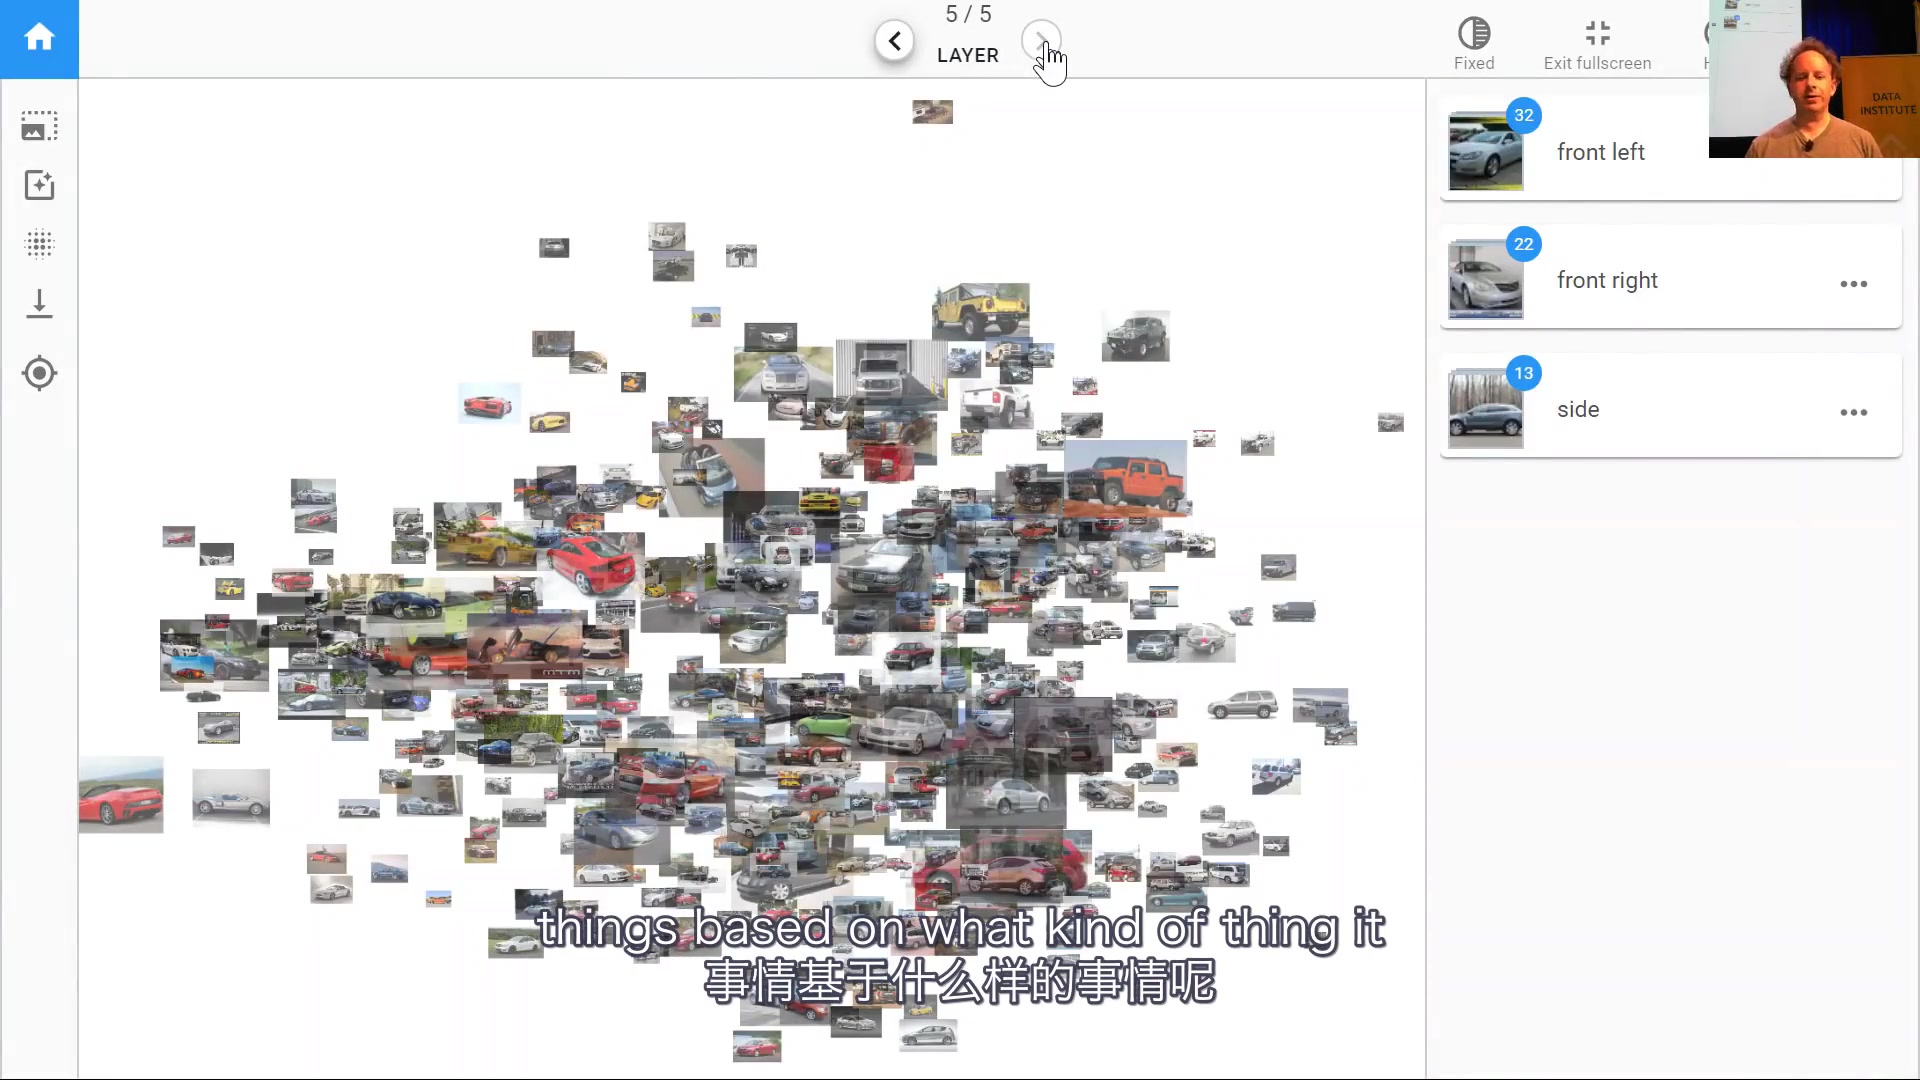 5 / 5
LAYER
Fixed
Exit fullscreen
DATA
INSTITUTE
32
front left
22
front right
13
side
things based on what kind of thing it
事情基于什么样的事情呢